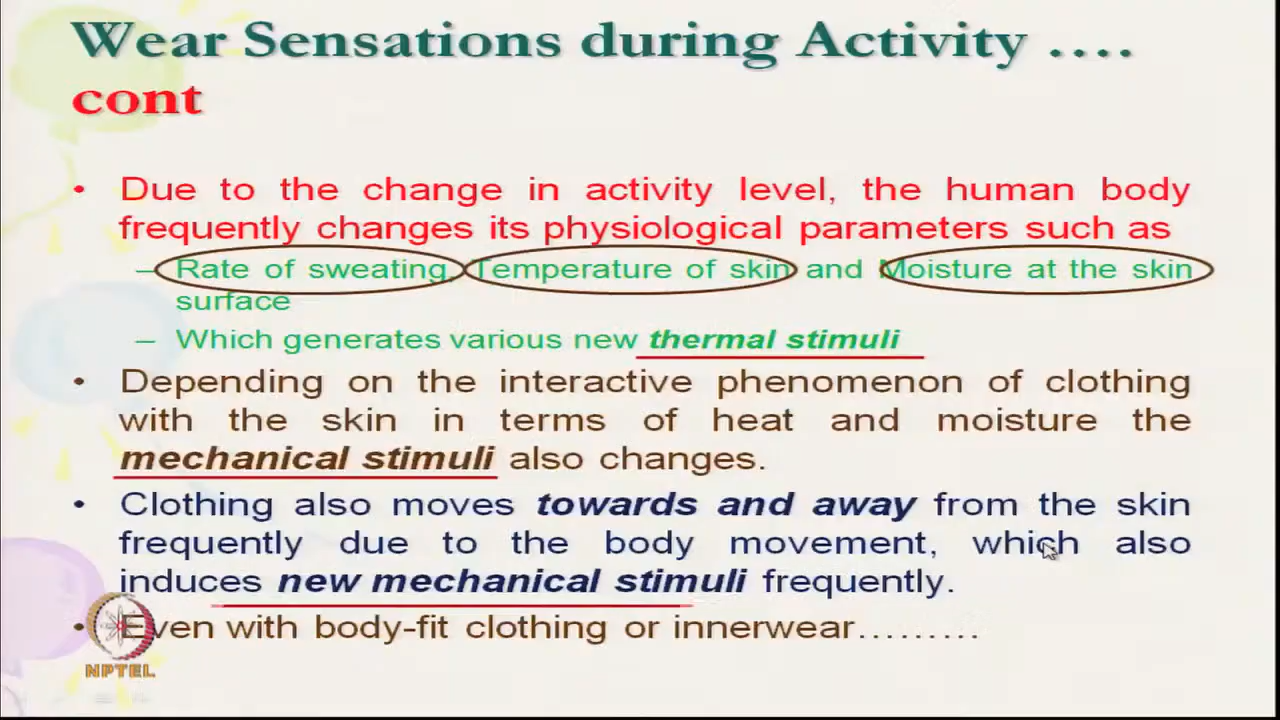 Wear Sensations during Activity ….
cont
• Due to the change in activity level, the human body
frequently changes its physiological parameters such as
– Rate of sweating, Temperature of skin and Moisture at the skin
surface
– Which generates various new thermal stimuli
• Depending on the interactive phenomenon of clothing
with the skin in terms of heat and moisture the
mechanical stimuli also changes.
• Clothing also moves towards and away from the skin
frequently due to the body movement, which also
induces new mechanical stimuli frequently.
• Even with body-fit clothing or innerwear………
NPTEL